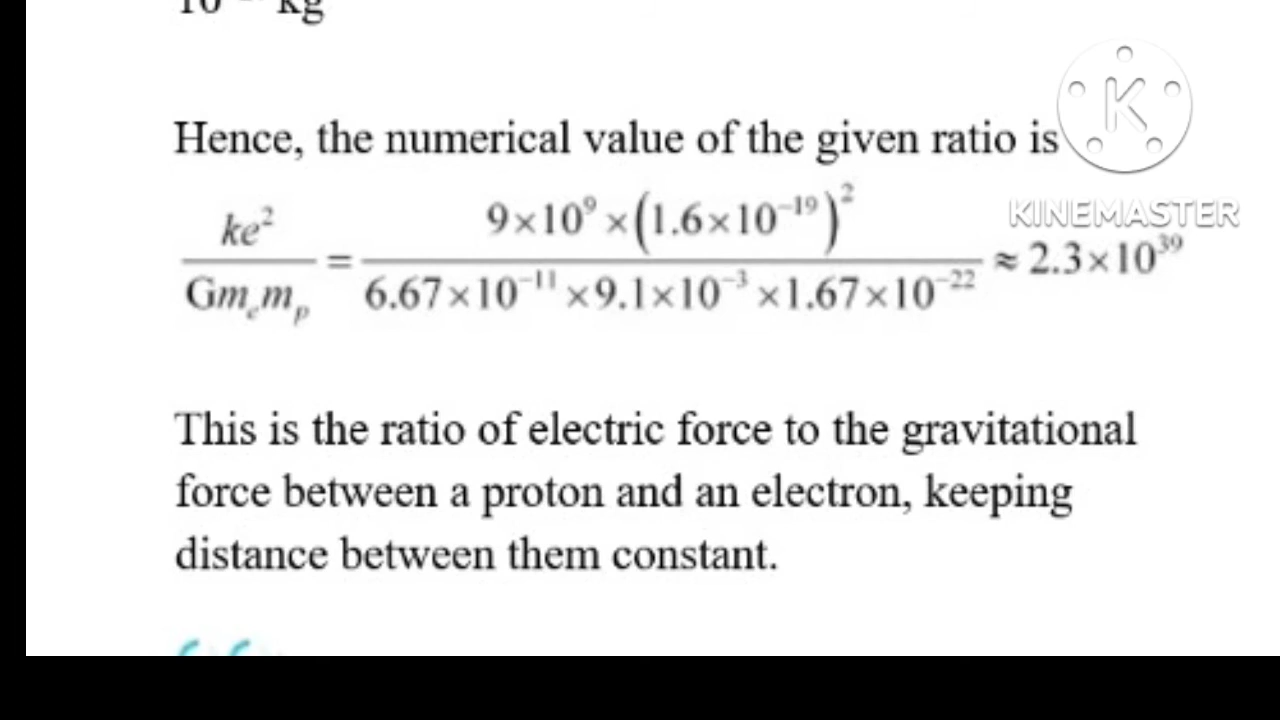 Hence, the numerical value of the given ratio is
K
KINEMASTER
ke²/Gmₑmₚ = 9×10⁹×(1.6×10⁻¹⁹)²/6.67×10⁻¹¹×9.1×10⁻³×1.67×10⁻²² ≈ 2.3×10³⁹
This is the ratio of electric force to the gravitational
force between a proton and an electron, keeping
distance between them constant.